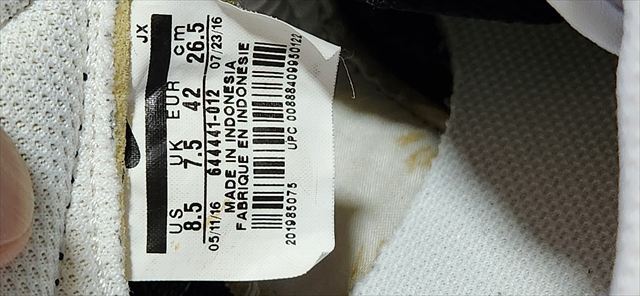 JX
US UK EUR cm
8.5 7.5 42 26.5
05/11/16 644441-012 07/23/16
MADE IN INDONESIA
FABRIQUE EN INDONESIE
201985075 UPC 00888409950122